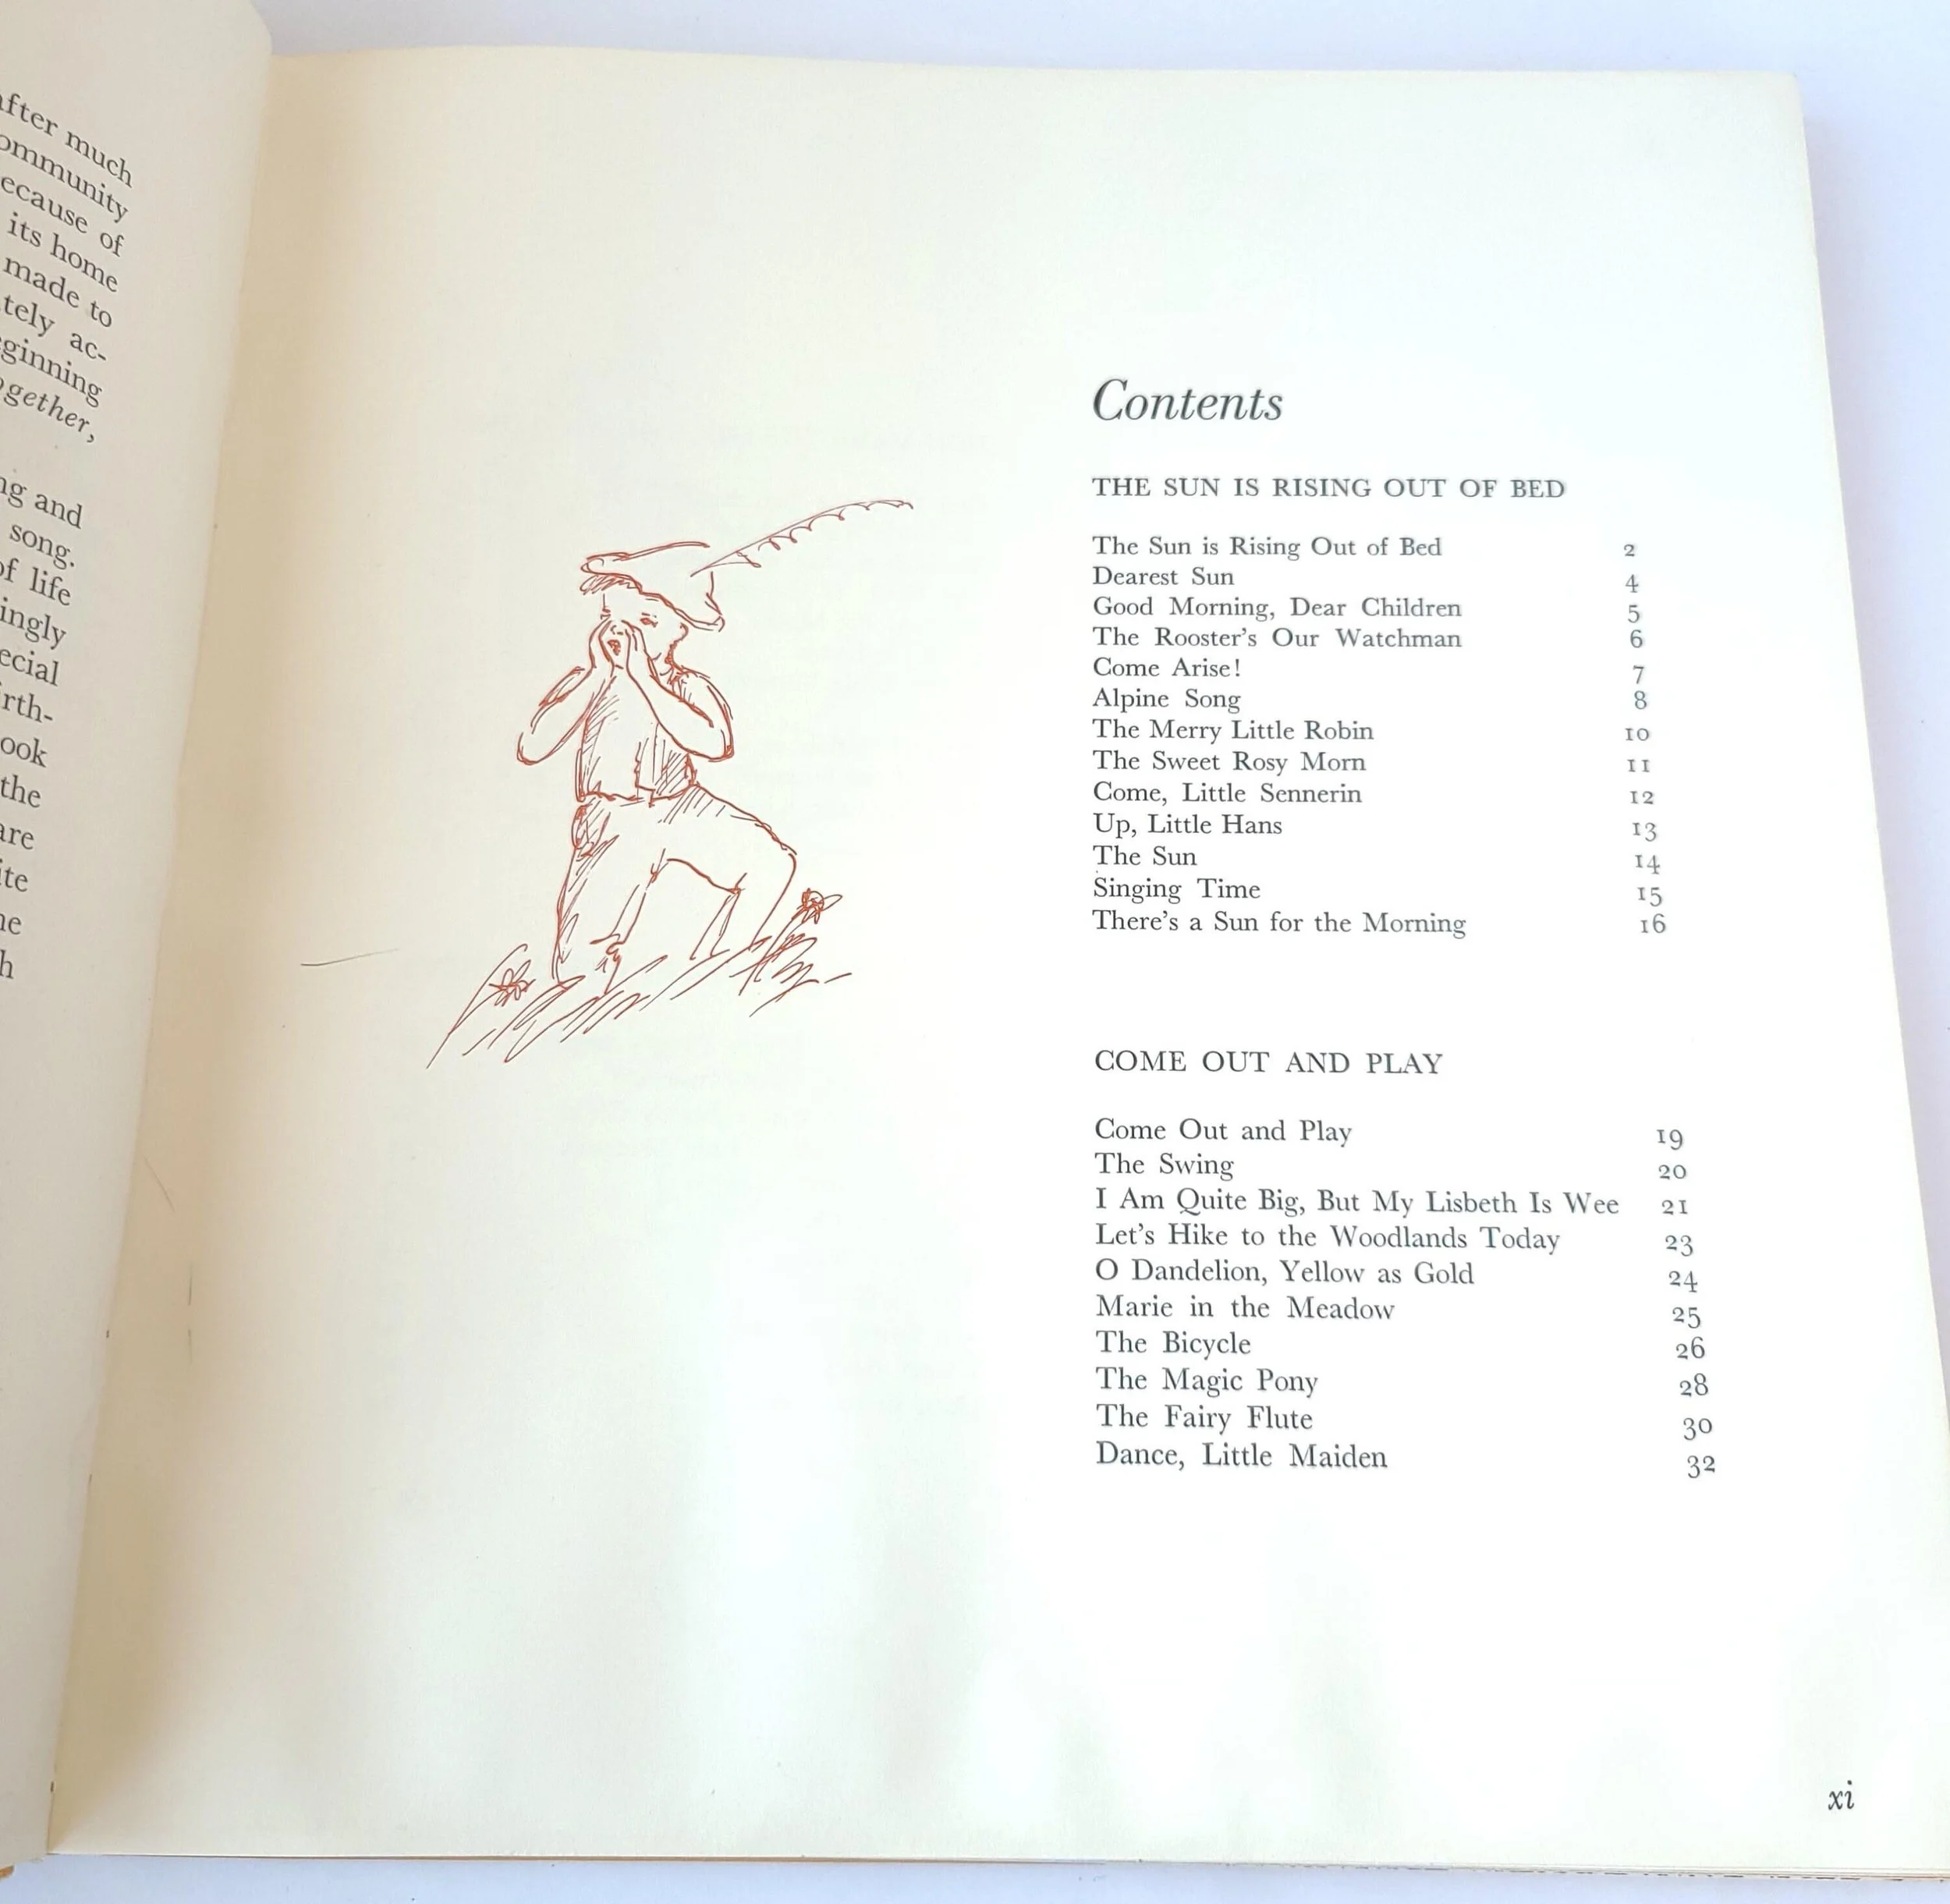 after much
ommunity
ecause of
its home
made to
tely ac-
ginning
ogether,
ng and
song.
of life
ingly
ecial
rth-
ook
the
are
ite
ne
h
Contents
THE SUN IS RISING OUT OF BED
The Sun is Rising Out of Bed 2
Dearest Sun 4
Good Morning, Dear Children 5
The Rooster's Our Watchman 6
Come Arise! 7
Alpine Song 8
The Merry Little Robin 10
The Sweet Rosy Morn 11
Come, Little Sennerin 12
Up, Little Hans 13
The Sun 14
Singing Time 15
There's a Sun for the Morning 16
COME OUT AND PLAY
Come Out and Play 19
The Swing 20
I Am Quite Big, But My Lisbeth Is Wee 21
Let's Hike to the Woodlands Today 23
O Dandelion, Yellow as Gold 24
Marie in the Meadow 25
The Bicycle 26
The Magic Pony 28
The Fairy Flute 30
Dance, Little Maiden 32
xi